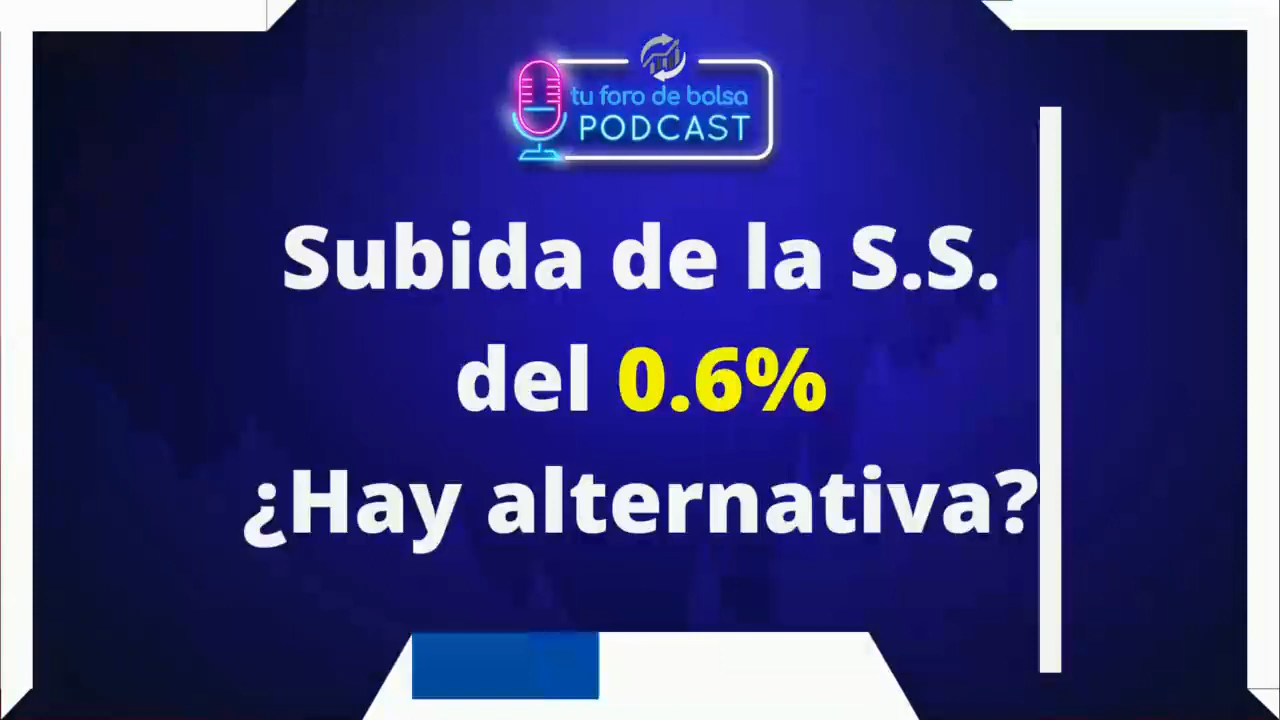 tu foro de bolsa
PODCAST
Subida de la S.S.
del 0.6%
¿Hay alternativa?